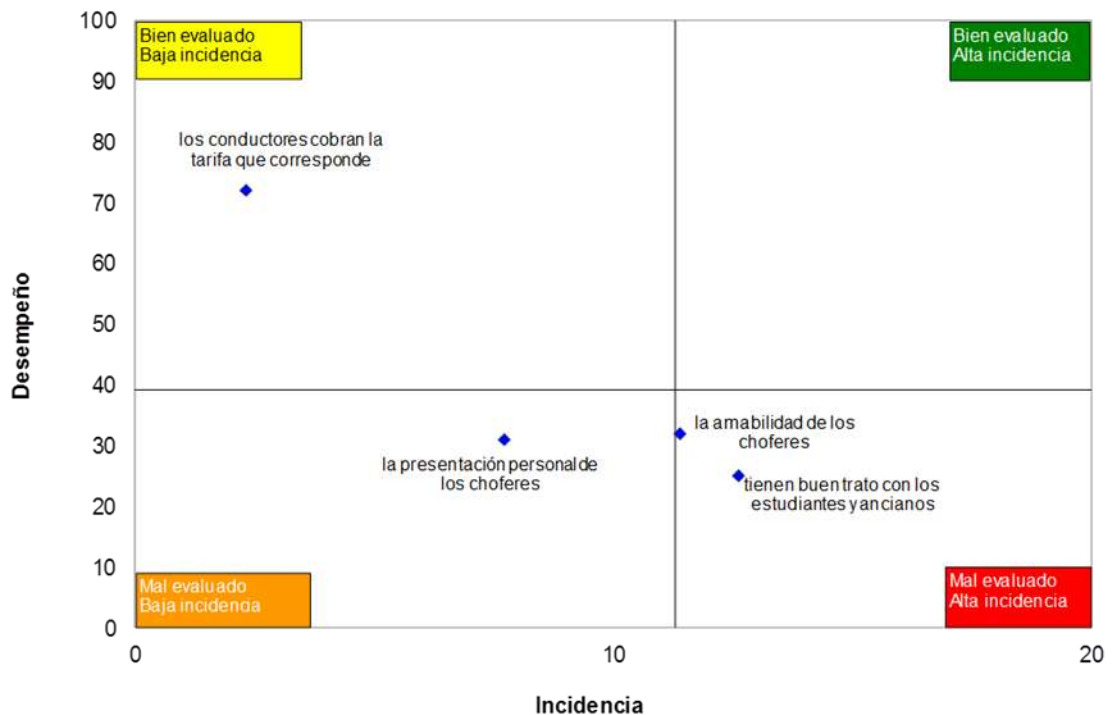 100
90
80
70
60
50
40
30
20
10
0
Desempeño
Bien evaluado
Baja incidencia
Bien evaluado
Alta incidencia
los conductores cobran la
tarifa que corresponde
la amabilidad de los
choferes
la presentación personal de
los choferes
tienen buen trato con los
estudiantes y ancianos
Mal evaluado
Baja incidencia
Mal evaluado
Alta incidencia
0
10
20
Incidencia